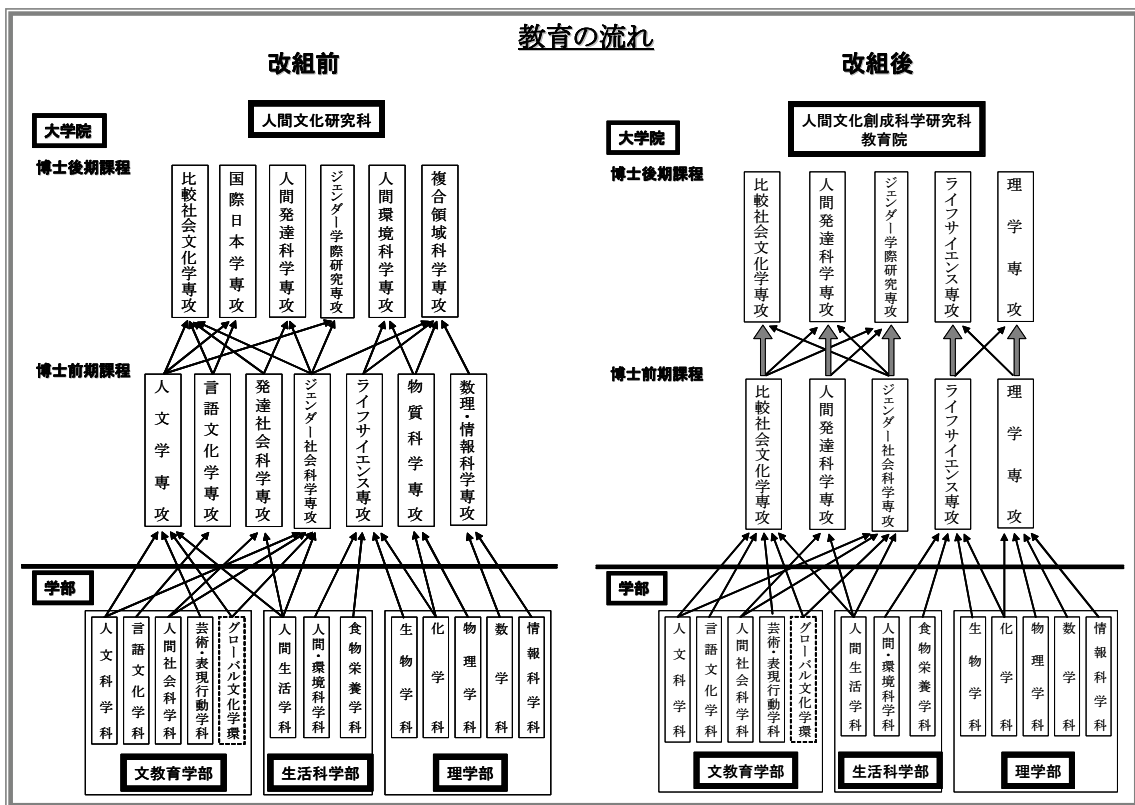 教育の流れ
改組前
人間文化研究科
大学院
博士後期課程
比較社会文化学専攻
国際日本学専攻
人間発達科学専攻
ジェンダー学際研究専攻
人間環境科学専攻
複合領域科学専攻
博士前期課程
人文学専攻
言語文化学専攻
発達社会科学専攻
ジェンダー社会科学専攻
ライフサイエンス専攻
物質科学専攻
数理・情報科学専攻
学部
人文科学科
言語文化学科
人間社会科学科
芸術・表現行動学科
グローバル文化学環
人間生活学科
人間・環境科学科
食物栄養学科
生物学科
化学科
物理学科
数学科
情報科学科
文教育学部
生活科学部
理学部
改組後
人間文化創成科学研究科
教育院
大学院
博士後期課程
比較社会文化学専攻
人間発達科学専攻
ジェンダー学際研究専攻
ライフサイエンス専攻
理学専攻
博士前期課程
比較社会文化学専攻
人間発達科学専攻
ジェンダー社会科学専攻
ライフサイエンス専攻
理学専攻
学部
人文科学科
言語文化学科
人間社会科学科
芸術・表現行動学科
グローバル文化学環
人間生活学科
人間・環境科学科
食物栄養学科
生物学科
化学科
物理学科
数学科
情報科学科
文教育学部
生活科学部
理学部